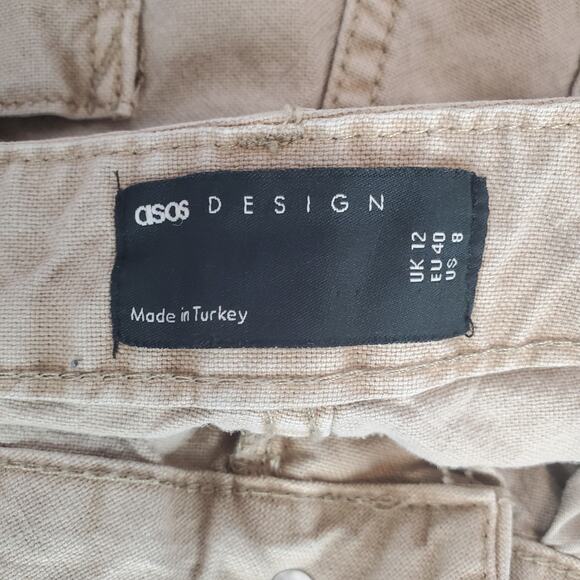 asos DESIGN
UK 12
EU 40
US 8
Made in Turkey